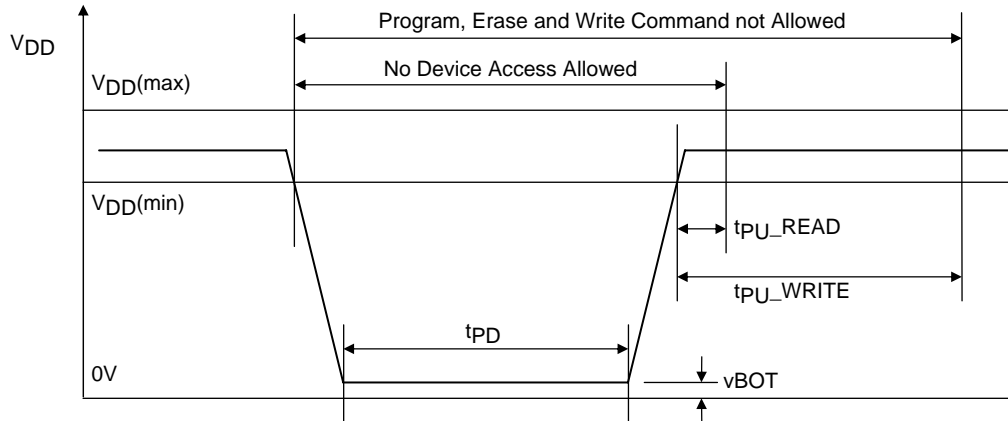 Program, Erase and Write Command not Allowed
VDD
No Device Access Allowed
VDD(max)
VDD(min)
tPU_READ
tPU_WRITE
tPD
0V
vBOT